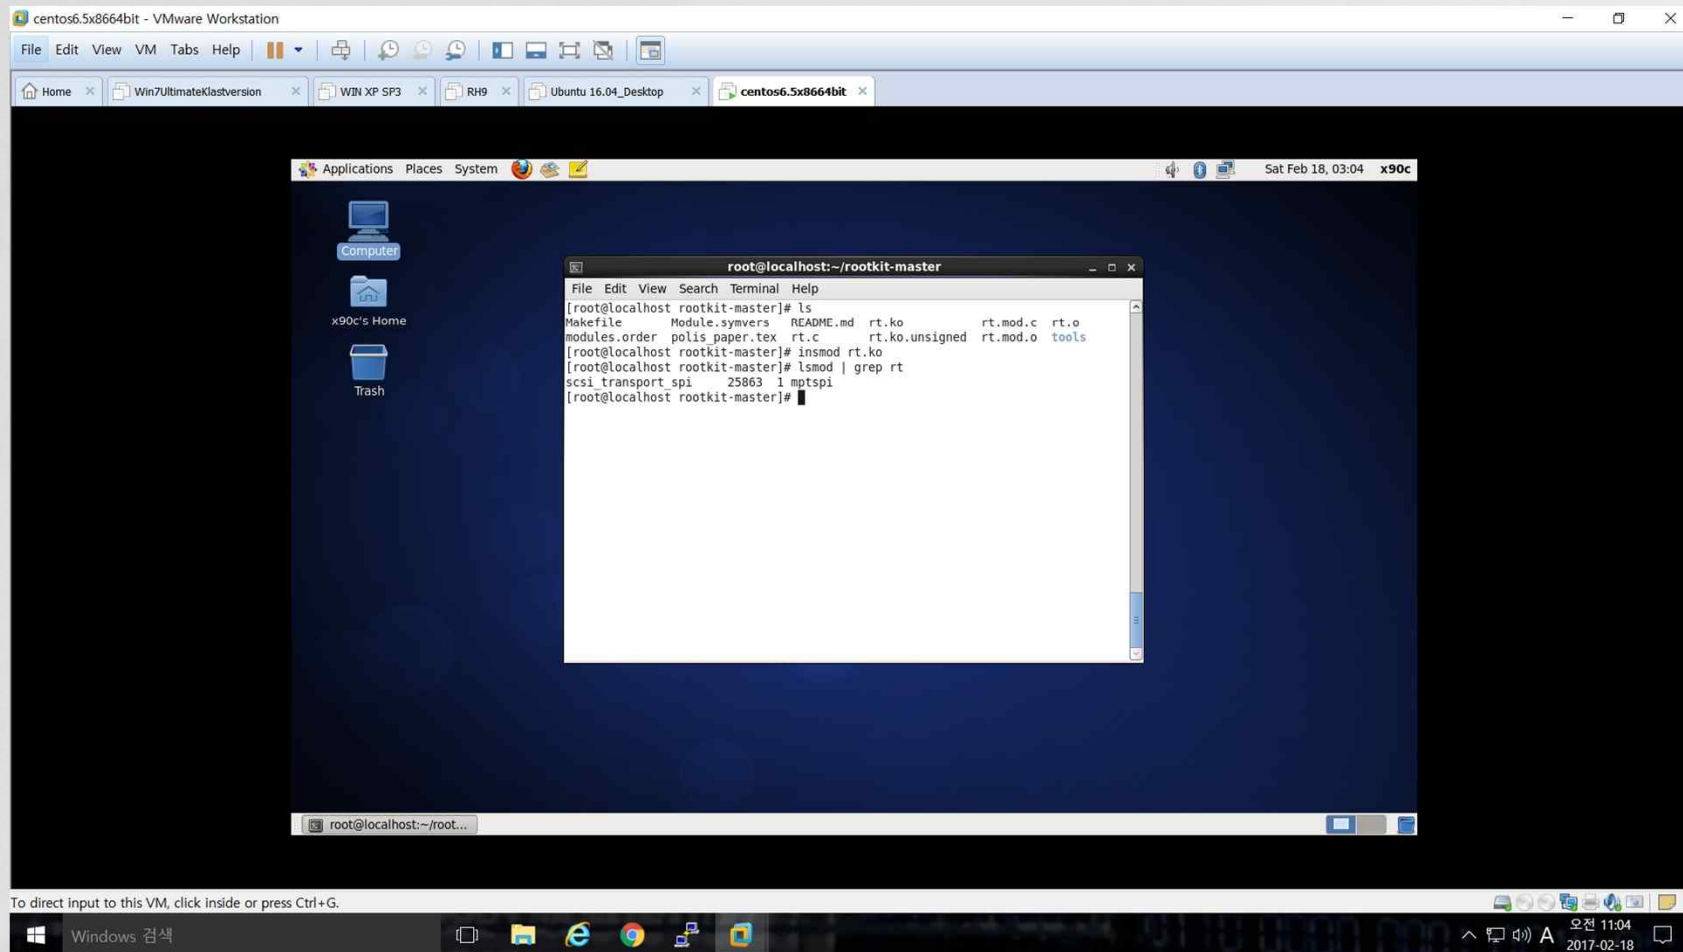 centos6.5x8664bit - VMware Workstation
File Edit View VM Tabs Help
Home Win7UltimateKlastversion WIN XP SP3 RH9 Ubuntu 16.04_Desktop centos6.5x8664bit
Applications Places System Sat Feb 18, 03:04 x90c
Computer
x90c's Home
Trash
root@localhost:~/rootkit-master
File Edit View Search Terminal Help
[root@localhost rootkit-master]# ls
Makefile Module.symvers README.md rt.ko rt.mod.c rt.o
modules.order polis_paper.tex rt.c rt.ko.unsigned rt.mod.o tools
[root@localhost rootkit-master]# insmod rt.ko
[root@localhost rootkit-master]# lsmod | grep rt
scsi_transport_spi 25863 1 mptspi
[root@localhost rootkit-master]#
root@localhost:~/root...
To direct input to this VM, click inside or press Ctrl+G.
Windows 검색
A
오전 11:04
2017-02-18